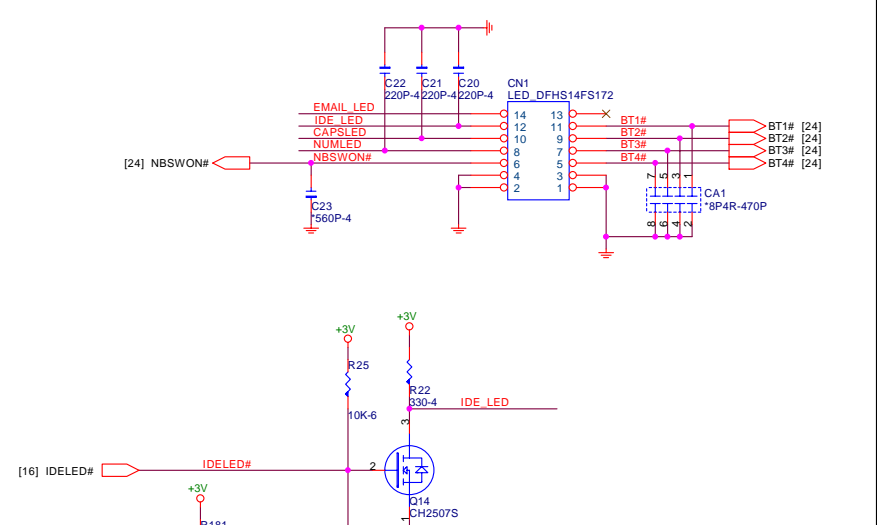 C22 C21 C20
220P-4 220P-4 220P-4
CN1
LED_DFHS14FS172
EMAIL_LED
IDE_LED
CAPSLED
NUMLED
NBSWON#
[24] NBSWON#
C23
*560P-4
14 13
12 11
10 9
8 7
6 5
4 3
2 1
BT1#
BT2#
BT3#
BT4#
BT1# [24]
BT2# [24]
BT3# [24]
BT4# [24]
7 5 3 1
CA1
*8P4R-470P
8 6 4 2
+3V
+3V
R25
10K-6
R22
330-4
IDE_LED
3
[16] IDELED#
IDELED#
2
Q14
CH2507S
1
+3V
R181